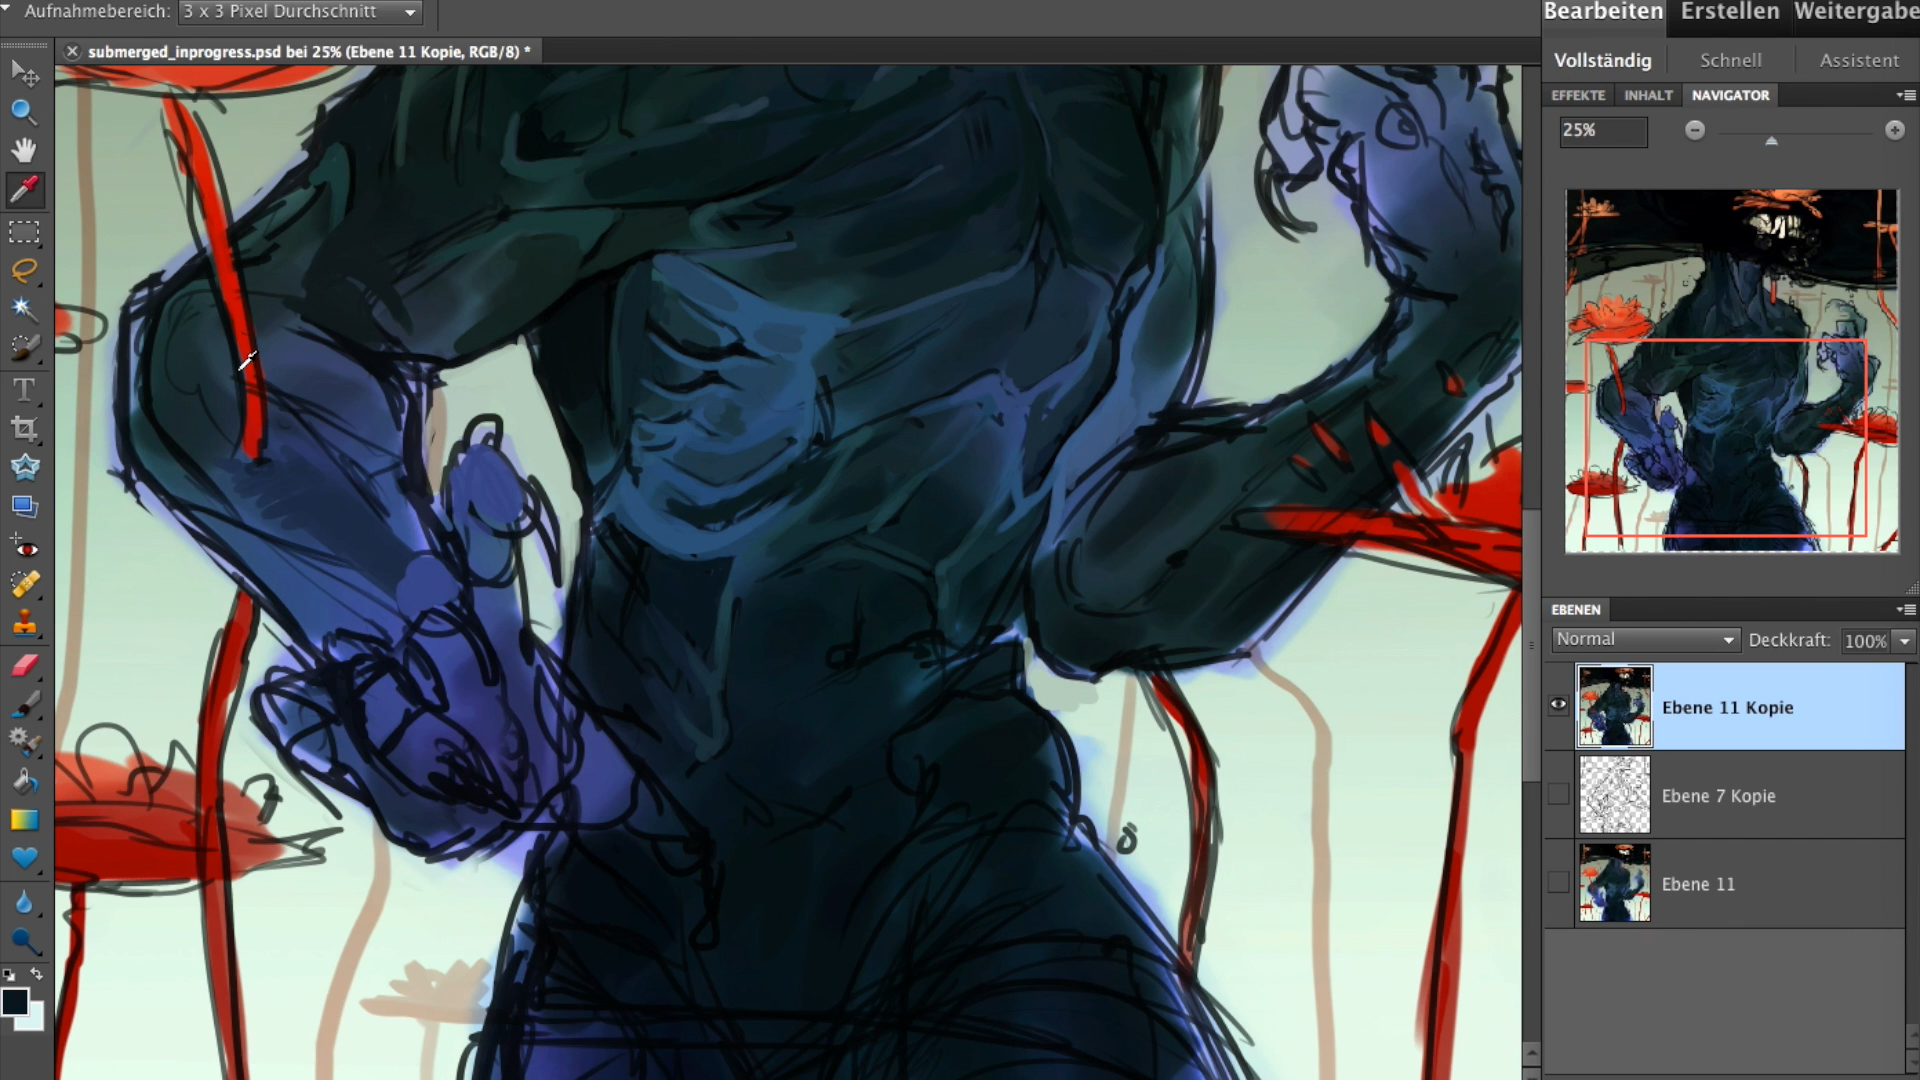 Aufnahmebereich: 3 x 3 Pixel Durchschnitt
Bearbeiten Erstellen Weitergabe
submerged_inprogress.psd bei 25% (Ebene 11 Kopie, RGB/8) *
Vollständig Schnell Assistent
EFFEKTE INHALT NAVIGATOR
25%
EBENEN
Normal Deckkraft: 100%
Ebene 11 Kopie
Ebene 7 Kopie
Ebene 11